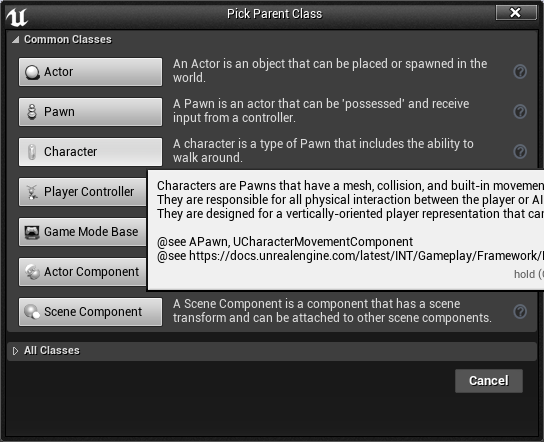 Pick Parent Class
Common Classes
Actor
An Actor is an object that can be placed or spawned in the
world.
Pawn
A Pawn is an actor that can be 'possessed' and receive
input from a controller.
Character
A character is a type of Pawn that includes the ability to
walk around.
Player Controller
Characters are Pawns that have a mesh, collision, and built-in movemen
They are responsible for all physical interaction between the player or AI
They are designed for a vertically-oriented player representation that can
@see APawn, UCharacterMovementComponent
@see https://docs.unrealengine.com/latest/INT/Gameplay/Framework/
hold (
Game Mode Base
Actor Component
Scene Component
A Scene Component is a component that has a scene
transform and can be attached to other scene components.
All Classes
Cancel